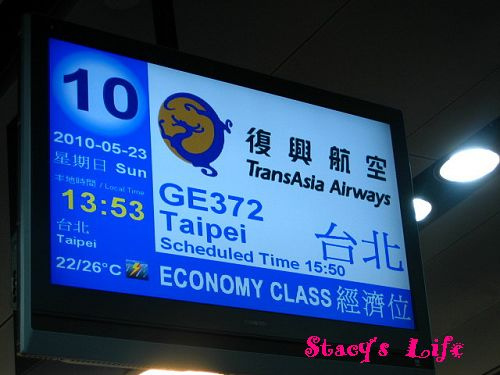 10
2010-05-23
星期日 Sun
本地時間 / Local Time
13:53
台北
Taipei
22/26°C
復興航空
TransAsia Airways
GE372
Taipei
台北
Scheduled Time 15:50
ECONOMY CLASS 經濟位
Stacy's Life